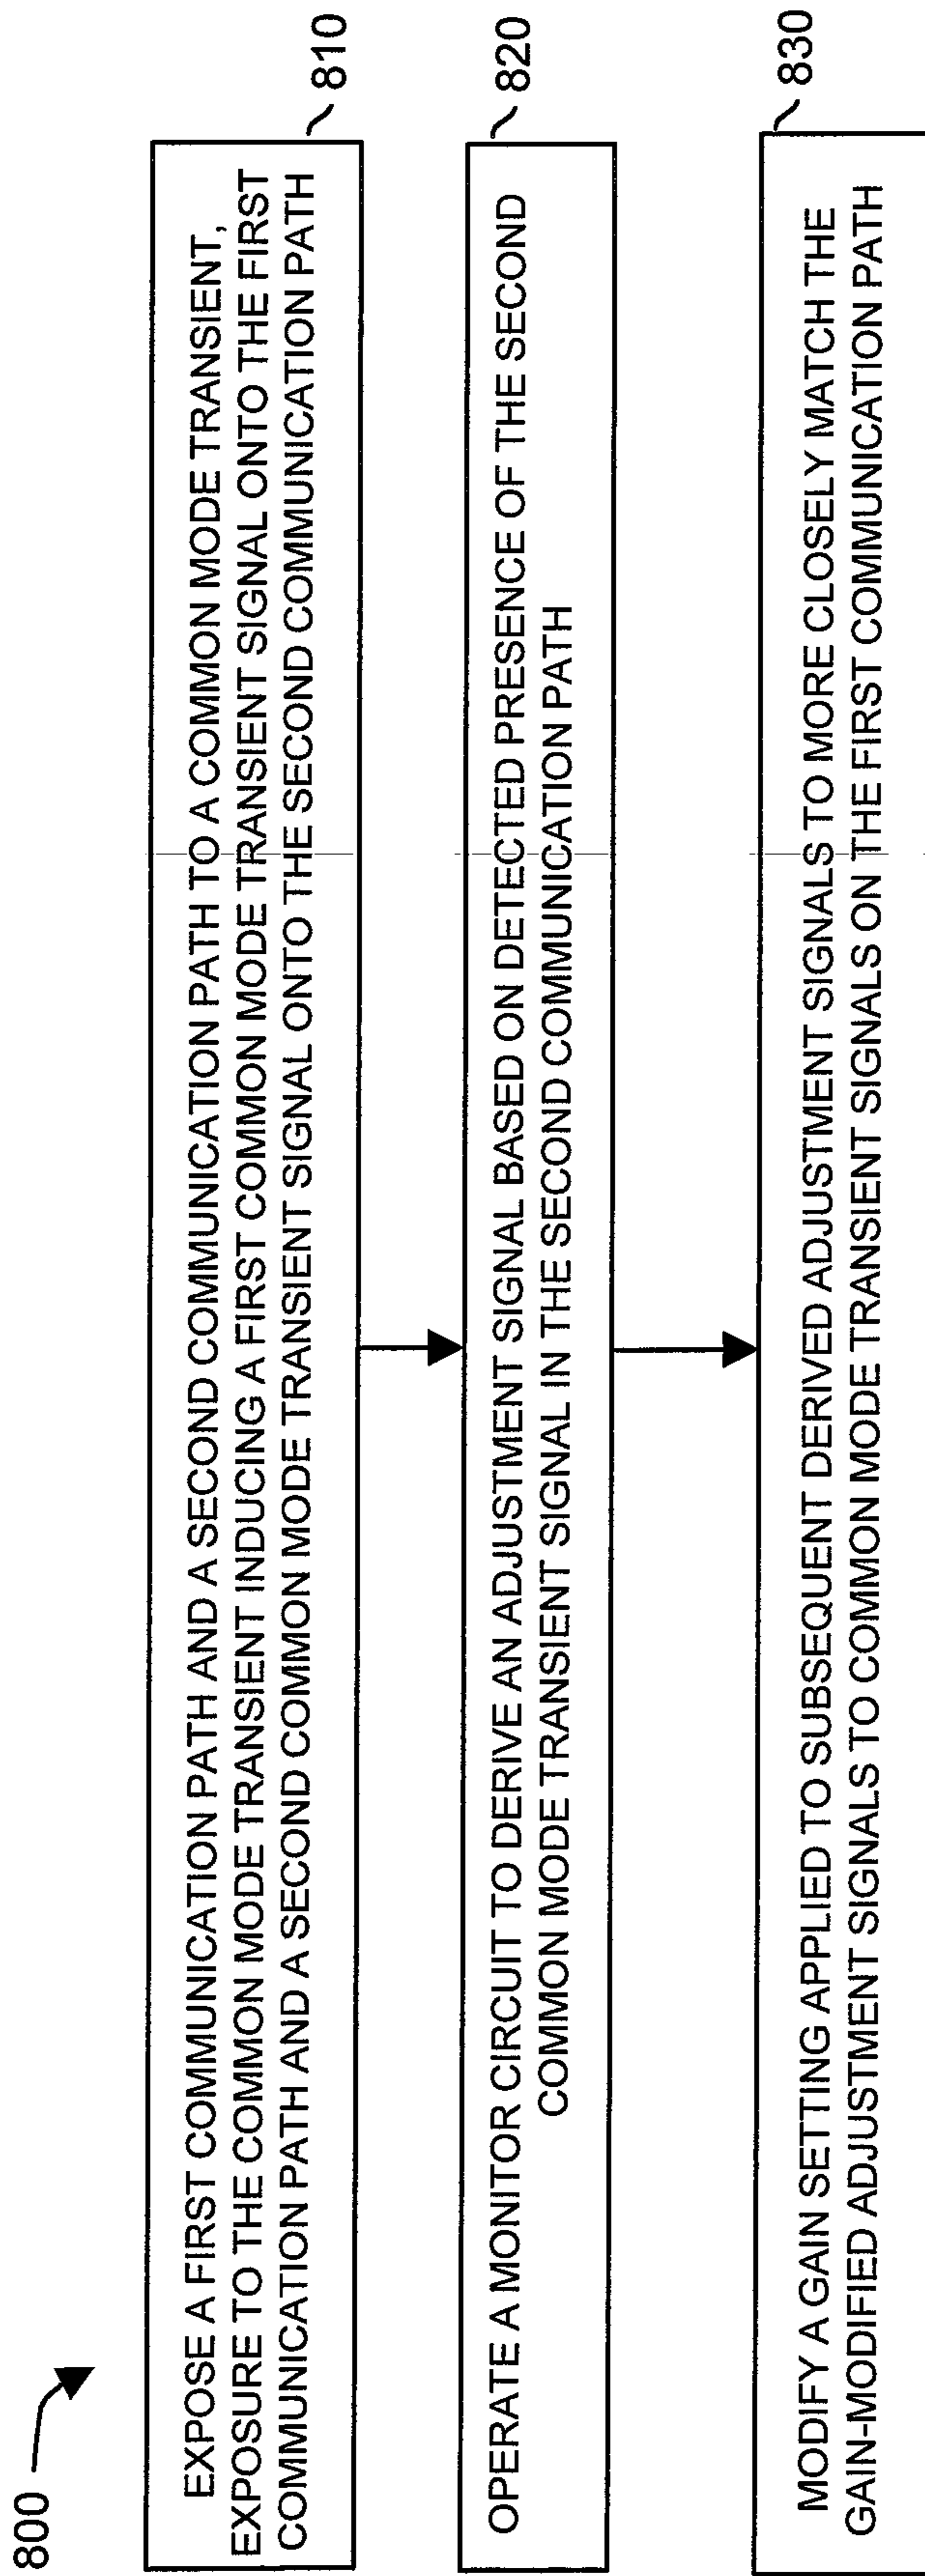 800
EXPOSE A FIRST COMMUNICATION PATH AND A SECOND COMMUNICATION PATH TO A COMMON MODE TRANSIENT,
EXPOSURE TO THE COMMON MODE TRANSIENT INDUCING A FIRST COMMON MODE TRANSIENT SIGNAL ONTO THE FIRST
COMMUNICATION PATH AND A SECOND COMMON MODE TRANSIENT SIGNAL ONTO THE SECOND COMMUNICATION PATH
810
OPERATE A MONITOR CIRCUIT TO DERIVE AN ADJUSTMENT SIGNAL BASED ON DETECTED PRESENCE OF THE SECOND
COMMON MODE TRANSIENT SIGNAL IN THE SECOND COMMUNICATION PATH
820
MODIFY A GAIN SETTING APPLIED TO SUBSEQUENT DERIVED ADJUSTMENT SIGNALS TO MORE CLOSELY MATCH THE
GAIN-MODIFIED ADJUSTMENT SIGNALS TO COMMON MODE TRANSIENT SIGNALS ON THE FIRST COMMUNICATION PATH
830